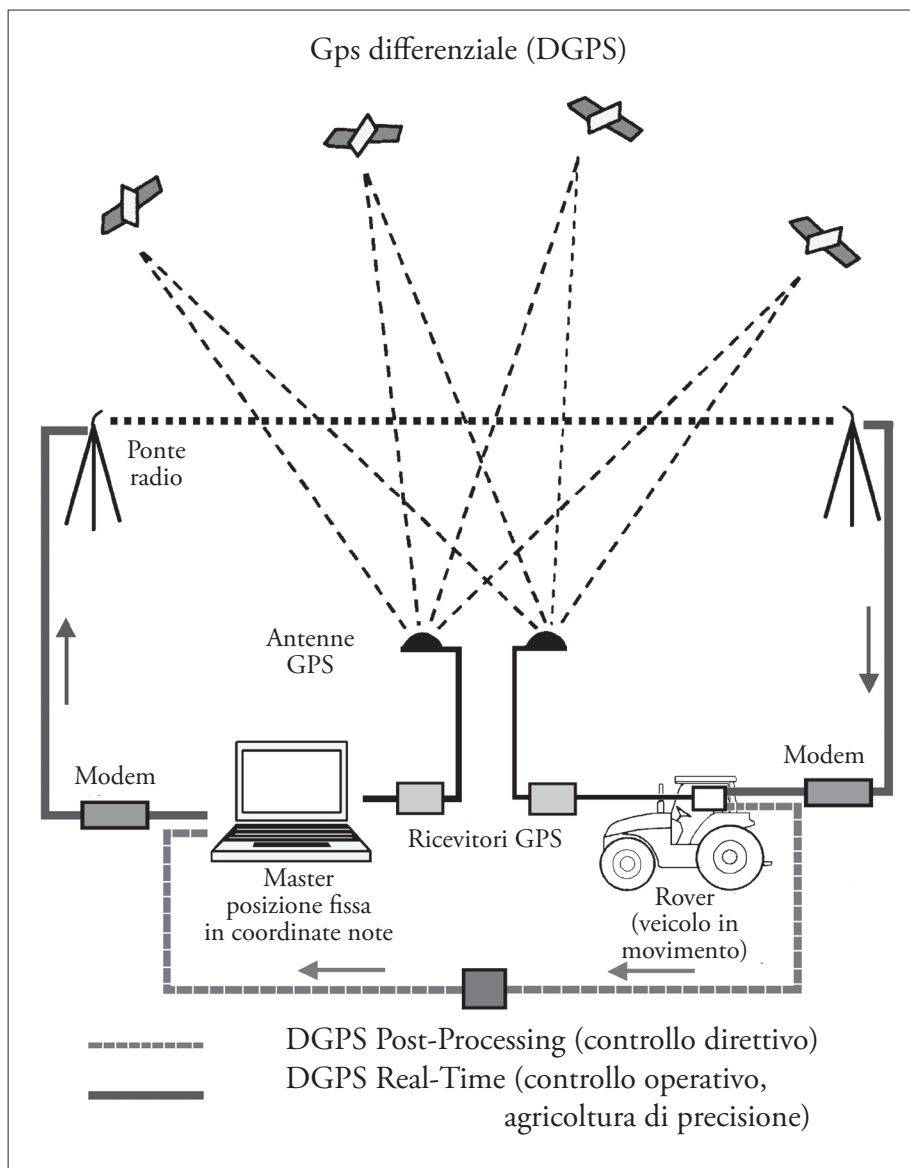 Gps differenziale (DGPS)
Ponte
radio
Antenne
GPS
Modem
Modem
Ricevitori GPS
Master
posizione fissa
in coordinate note
Rover
(veicolo in
movimento)
DGPS Post-Processing (controllo direttivo)
DGPS Real-Time (controllo operativo,
agricoltura di precisione)